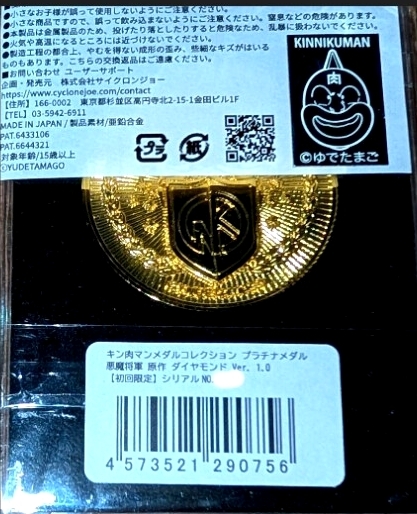 ●小さなお子様が誤って使用しないようにご注意ください。
●小さな商品ですので、誤って飲み込まないようにご注意ください。窒息などの危険があります。
●本製品は金属製品のため、投げたり落としたりすると危険なため、乱暴に扱わないでください。
●火気や高温になるところには近づけないでください。
●製造工程の都合上、やむを得ない成形の歪み、些細なキズがはいる
ものもあります。こちらの交換返品はご遠慮ください。
●お問い合わせ ユーザーサポート
企画・発売元 株式会社サイクロンジョー
https://www.cyclonejoe.com/contact
【住所】166-0002 東京都杉並区高円寺北2-15-1金田ビル1F
【TEL】03-5942-6911
MADE IN JAPAN / 製品素材/亜鉛合金
PAT.6433106
PAT.6644321
対象年齢/15歳以上
ⓒYUDETAMAGO
プラ
紙
KINNIKUMAN
肉
©ゆでたまご
キン肉マンメダルコレクション プラチナメダル
悪魔将軍 原作 ダイヤモンド Ver. 1.0
【初回限定】シリアルNO.
4 573521 290756